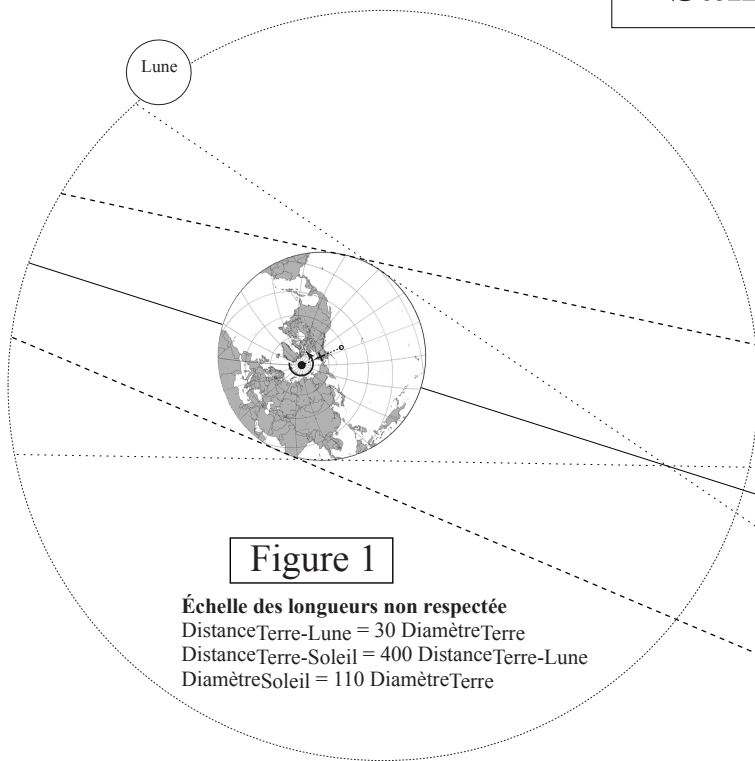 Lune
Figure 1
Échelle des longueurs non respectée
DistanceTerre-Lune = 30 DiamètreTerre
DistanceTerre-Soleil = 400 DistanceTerre-Lune
DiamètreSoleil = 110 DiamètreTerre